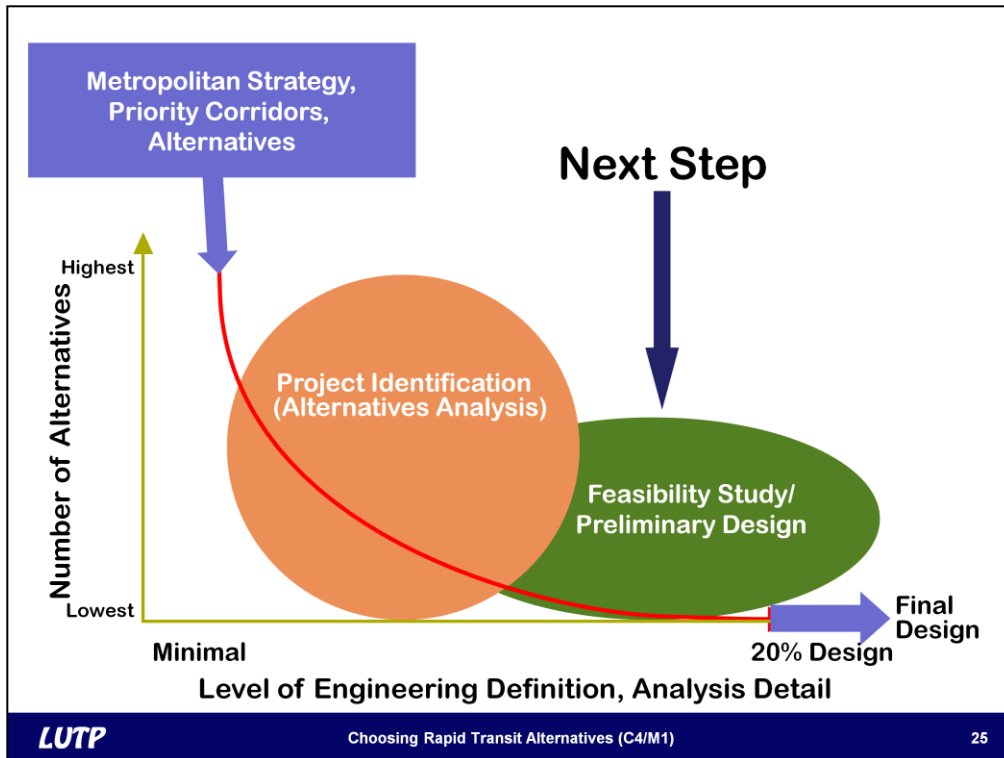 Metropolitan Strategy,
Priority Corridors,
Alternatives
Next Step
Highest
Number of Alternatives
Lowest
Project Identification
(Alternatives Analysis)
Feasibility Study/
Preliminary Design
Final
Design
Minimal
20% Design
Level of Engineering Definition, Analysis Detail
LUTP
Choosing Rapid Transit Alternatives (C4/M1)
25